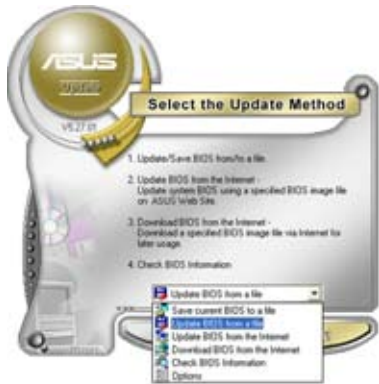 ASUS
Update
Select the Update Method
1. Update/Save BIOS from/to a file.
2. Update BIOS from the Internet -
Update system BIOS using a specified BIOS image file
on ASUS Web Site.
3. Download BIOS from the Internet -
Download a specified BIOS image file via Internet for
later usage.
4. Check BIOS Information
Update BIOS from a file
Save current BIOS to a file
Update BIOS from a file
Update BIOS from the Internet
Download BIOS from the Internet
Check BIOS Information
Options